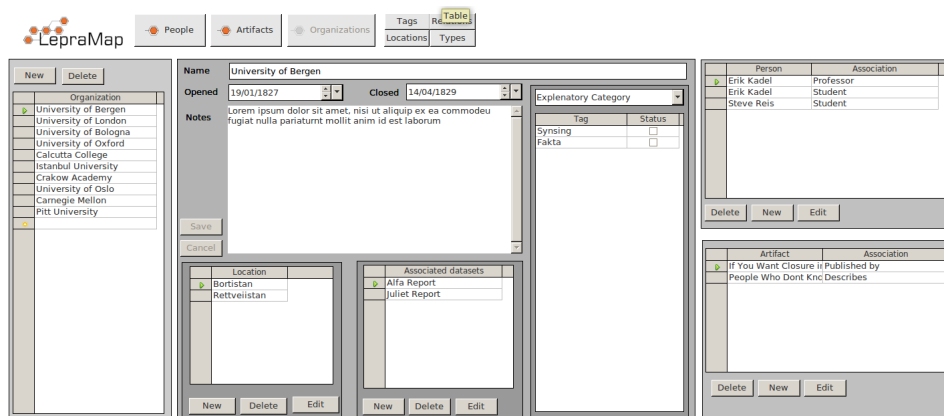 LepraMap
People
Artifacts
Organizations
Tags
Table
Locations
Types
New
Delete
Organization
University of Bergen
University of London
University of Bologna
University of Oxford
Calcutta College
Istanbul University
Crakow Academy
University of Oslo
Carnegie Mellon
Pitt University
Name
University of Bergen
Opened
19/01/1827
Closed
14/04/1829
Notes
Lorem ipsum dolor sit amet, nisi ut aliquip ex ea commodeu
fugiat nulla pariaturnt mollit anim id est laborum
Save
Cancel
Location
Bortistan
Rettveiistan
New
Delete
Edit
Associated datasets
Alfa Report
Juliet Report
New
Delete
Edit
Explenatory Category
Tag
Status
Synsing
Fakta
Person
Association
Erik Kadel
Professor
Erik Kadel
Student
Steve Reis
Student
Delete
New
Edit
Artifact
Association
If You Want Closure in
Published by
People Who Dont Knc
Describes
Delete
New
Edit